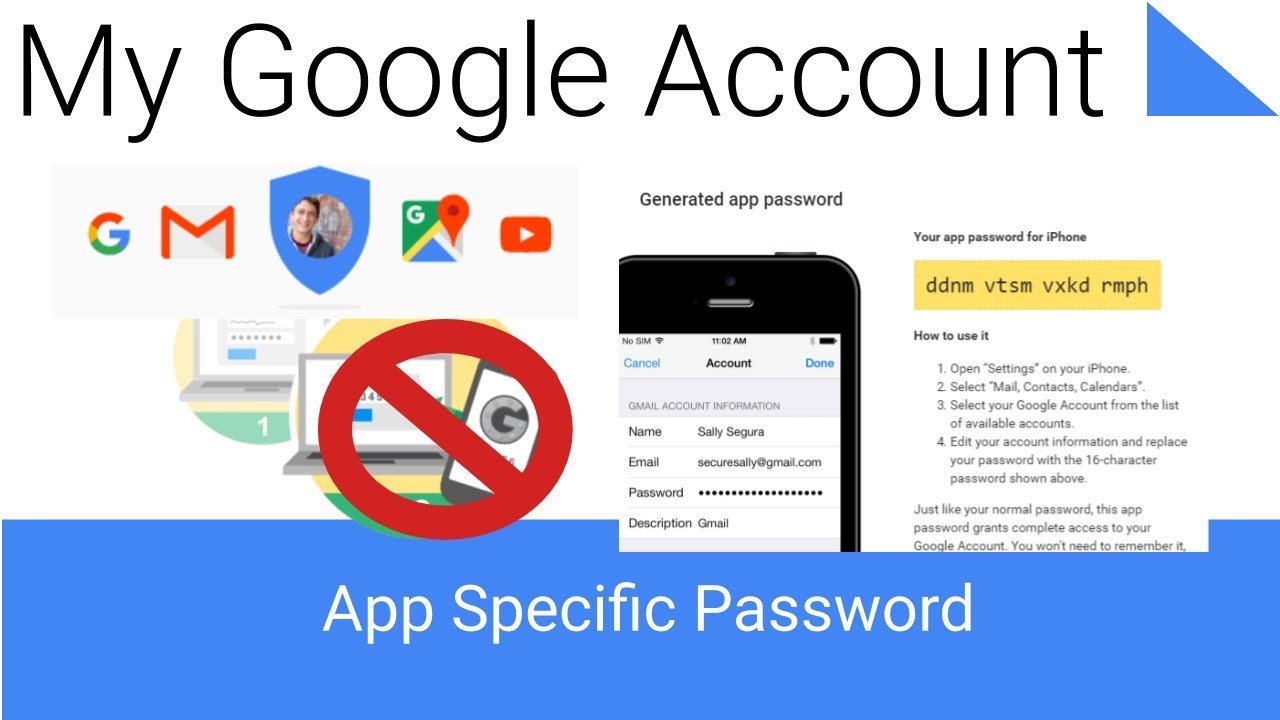 My Google Account
Generated app password
Your app password for iPhone
ddnm vtsm vxkd rmph
How to use it
1. Open “Settings” on your iPhone.
2. Select “Mail, Contacts, Calendars”.
3. Select your Google Account from the list
of available accounts.
4. Edit your account information and replace
your password with the 16-character
password shown above.
Just like your normal password, this app
password grants complete access to your
Google Account. You won't need to remember it,
No SIM
11:02 AM
Cancel
Account
Done
GMAIL ACCOUNT INFORMATION
Name Sally Segura
Email securesally@gmail.com
Password •••••••••••••••••••
Description Gmail
G
G
1
G
App Specific Password